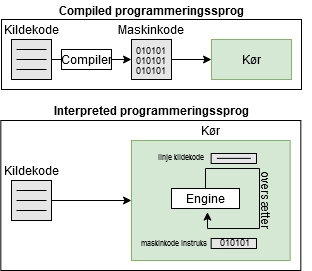 Compiled programmeringssprog
Kildekode
Maskinkode
Compiler
010101
010101
010101
Kør
Interpreted programmeringssprog
Kør
Kildekode
linje kildekode
Engine
oversætter
maskinkode instruks
010101